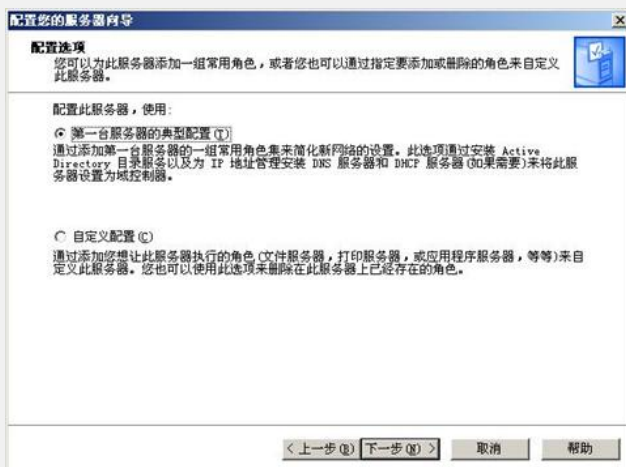 配置您的服务器向导
配置选项
您可以为此服务器添加一组常用角色，或者您也可以通过指定要添加或删除的角色来自定义
此服务器。
配置此服务器，使用:
第一台服务器的典型配置(T)
通过添加第一台服务器的一组常用角色集来简化新网络的设置。此选项通过安装 Active
Directory 目录服务以及为 IP 地址管理安装 DNS 服务器和 DHCP 服务器(如果需要)来将此服
务器设置为域控制器。
自定义配置(C)
通过添加您想让此服务器执行的角色(文件服务器，打印服务器，或应用程序服务器，等等)来自
定义此服务器。您也可以使用此选项来删除在此服务器上已经存在的角色。
< 上一步(B) 下一步(N) > 取消 帮助